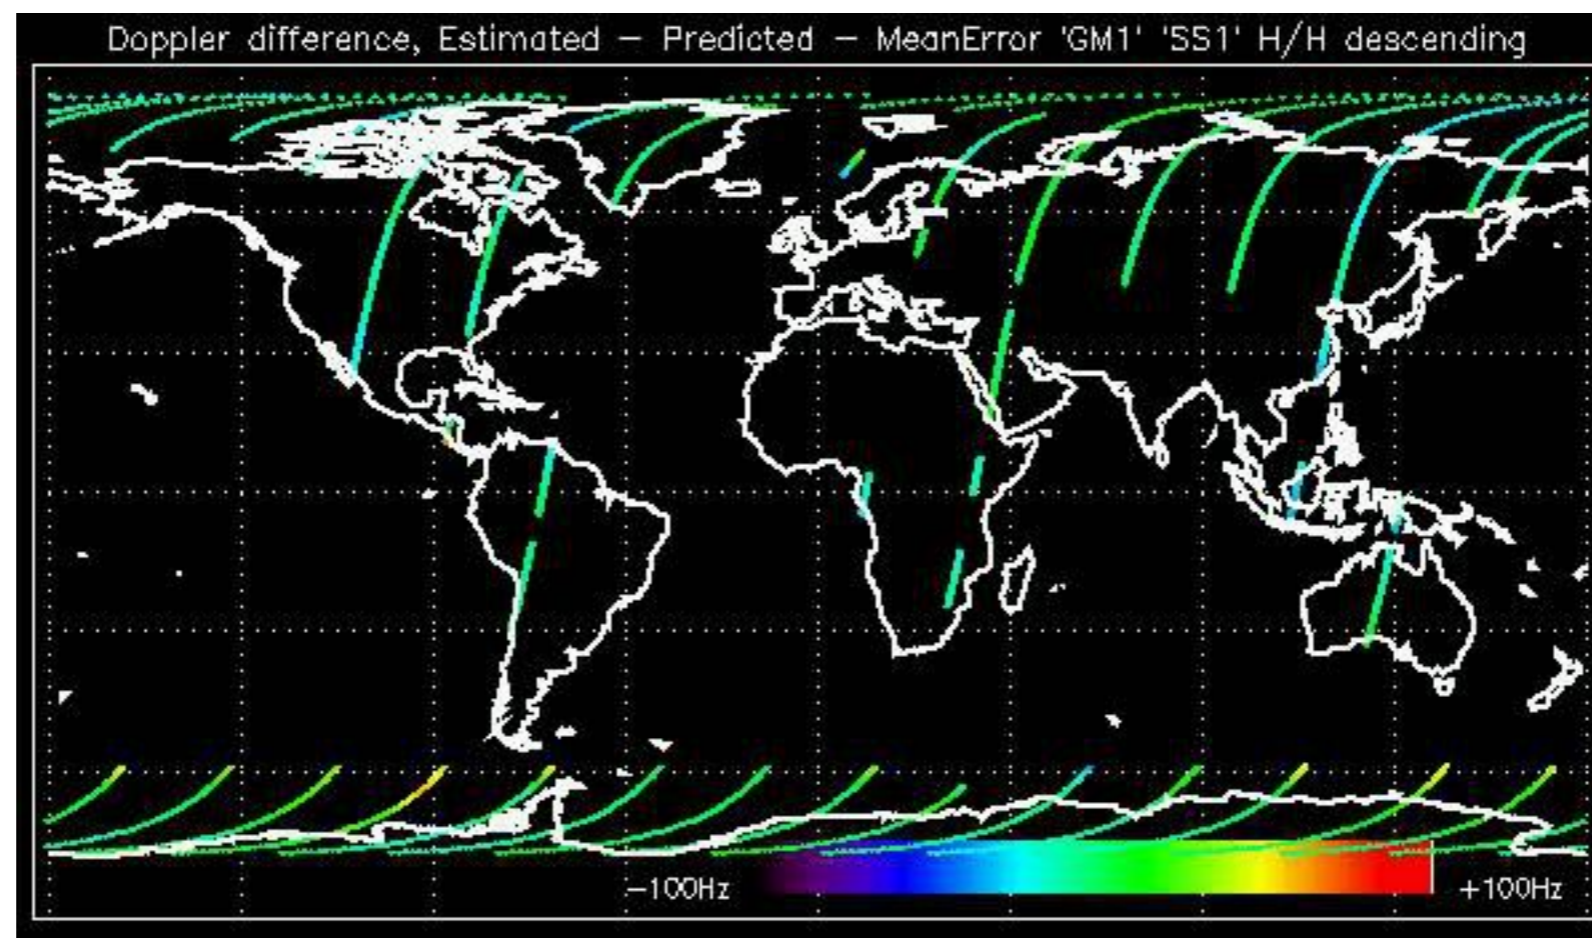 Doppler difference, Estimated – Predicted – MeanError 'GM1' 'SS1' H/H descending
–100Hz
+100Hz